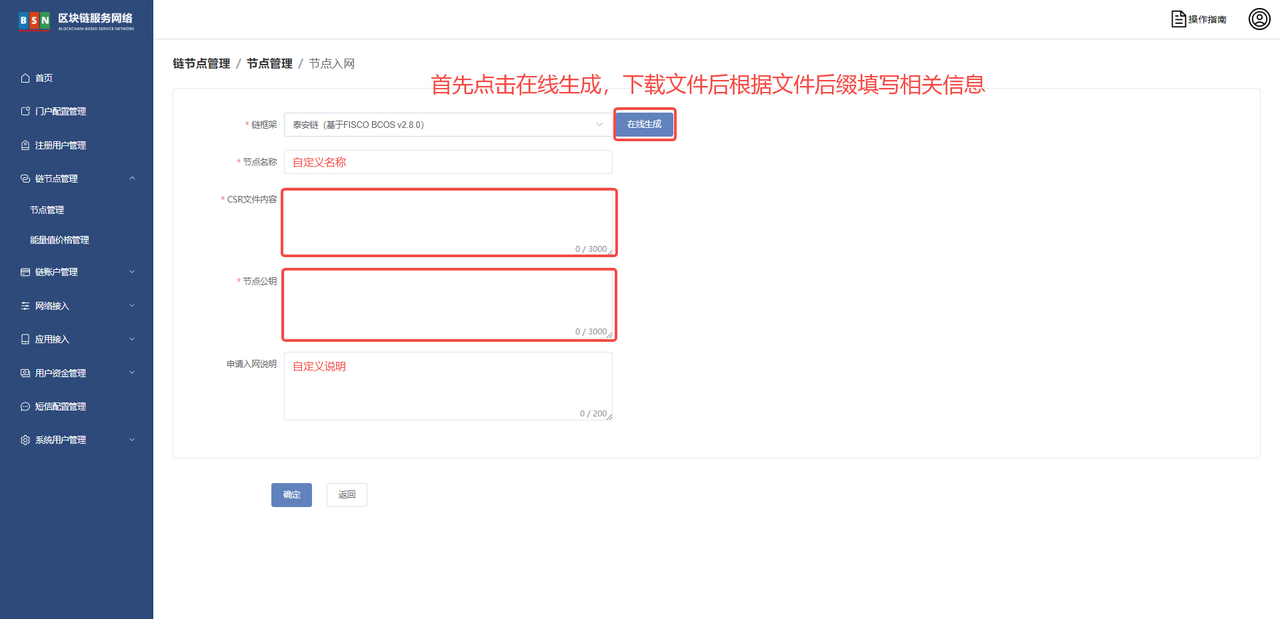 BSN 区块链服务网络
BLOCKCHAIN-BASED SERVICE NETWORK
操作指南
首页
门户配置管理
注册用户管理
链节点管理
节点管理
能量值价格管理
链账户管理
网络接入
应用接入
用户资金管理
短信配置管理
系统用户管理
链节点管理 / 节点管理 / 节点入网
首先点击在线生成，下载文件后根据文件后缀填写相关信息
* 链框架 泰安链（基于FISCO BCOS v2.8.0） 在线生成
* 节点名称 自定义名称
* CSR文件内容
0 / 3000
* 节点公钥
0 / 3000
申请入网说明 自定义说明
0 / 200
确定 返回